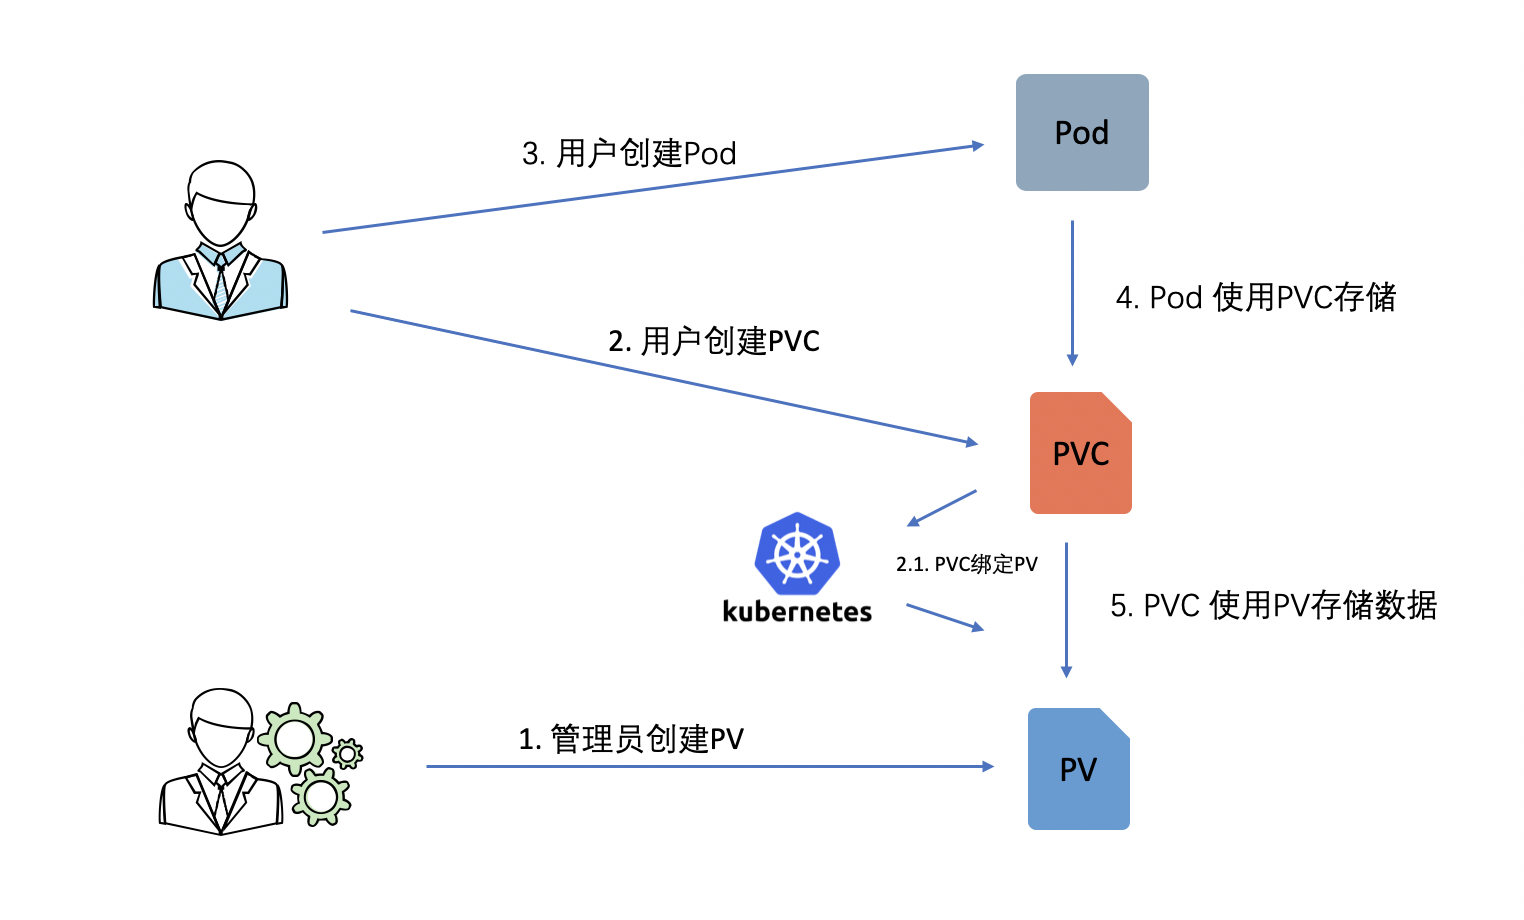 Pod
3. 用户创建Pod
4. Pod 使用PVC存储
2. 用户创建PVC
PVC
2.1. PVC绑定PV
kubernetes
5. PVC 使用PV存储数据
1. 管理员创建PV
PV